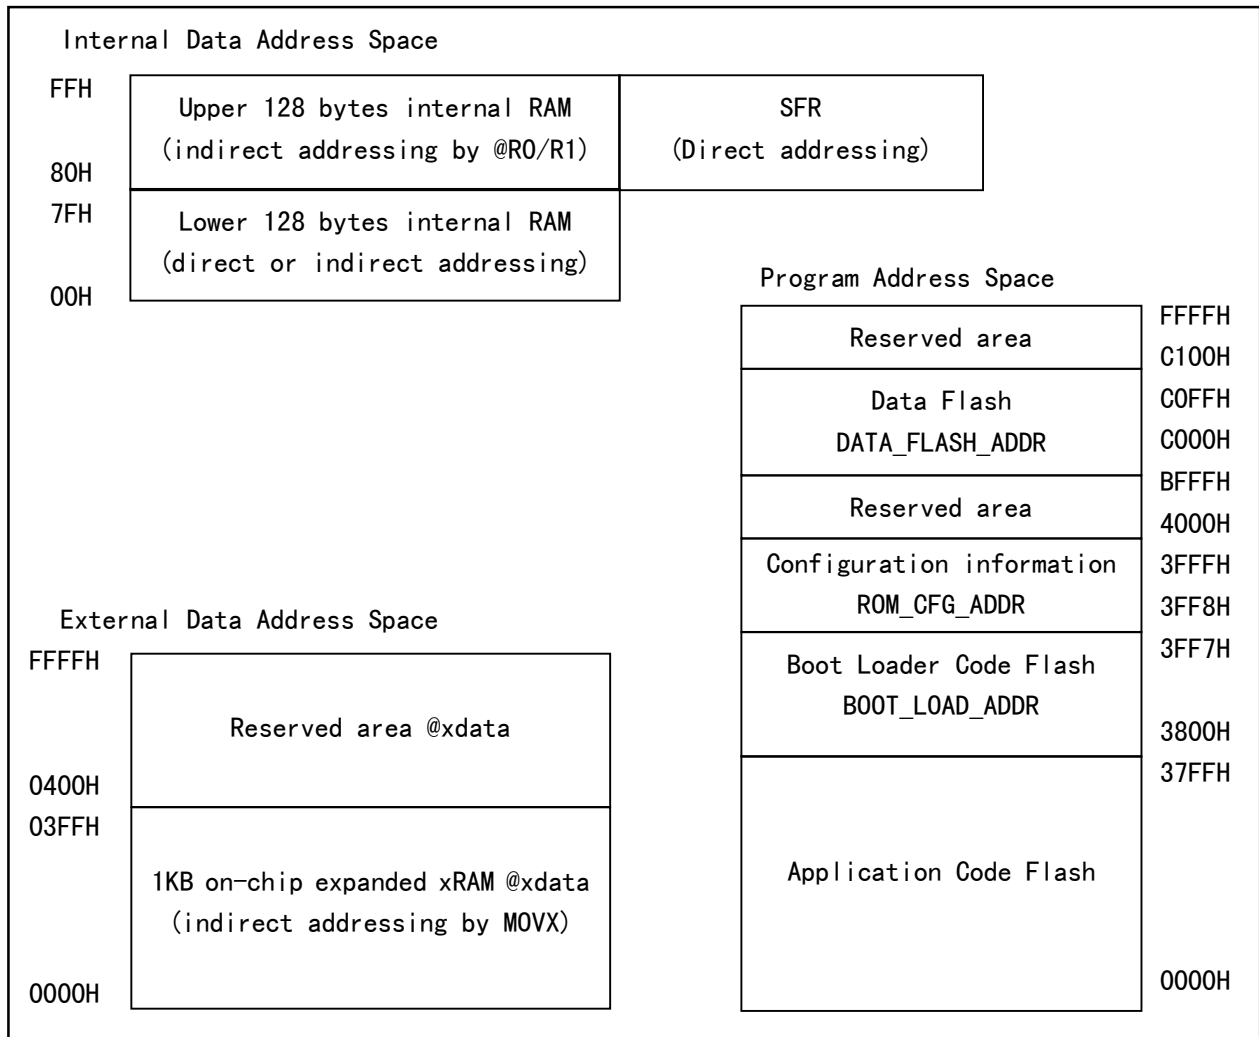 Internal Data Address Space
FFH
Upper 128 bytes internal RAM
(indirect addressing by @R0/R1)
80H
SFR
(Direct addressing)
7FH
Lower 128 bytes internal RAM
(direct or indirect addressing)
00H
Program Address Space
FFFFH
Reserved area
C100H
C0FFH
Data Flash
DATA_FLASH_ADDR
C000H
BFFFH
Reserved area
4000H
3FFFH
Configuration information
ROM_CFG_ADDR
3FF8H
3FF7H
Boot Loader Code Flash
BOOT_LOAD_ADDR
3800H
37FFH
Application Code Flash
0000H
External Data Address Space
FFFFH
Reserved area @xdata
0400H
03FFH
1KB on-chip expanded xRAM @xdata
(indirect addressing by MOVX)
0000H